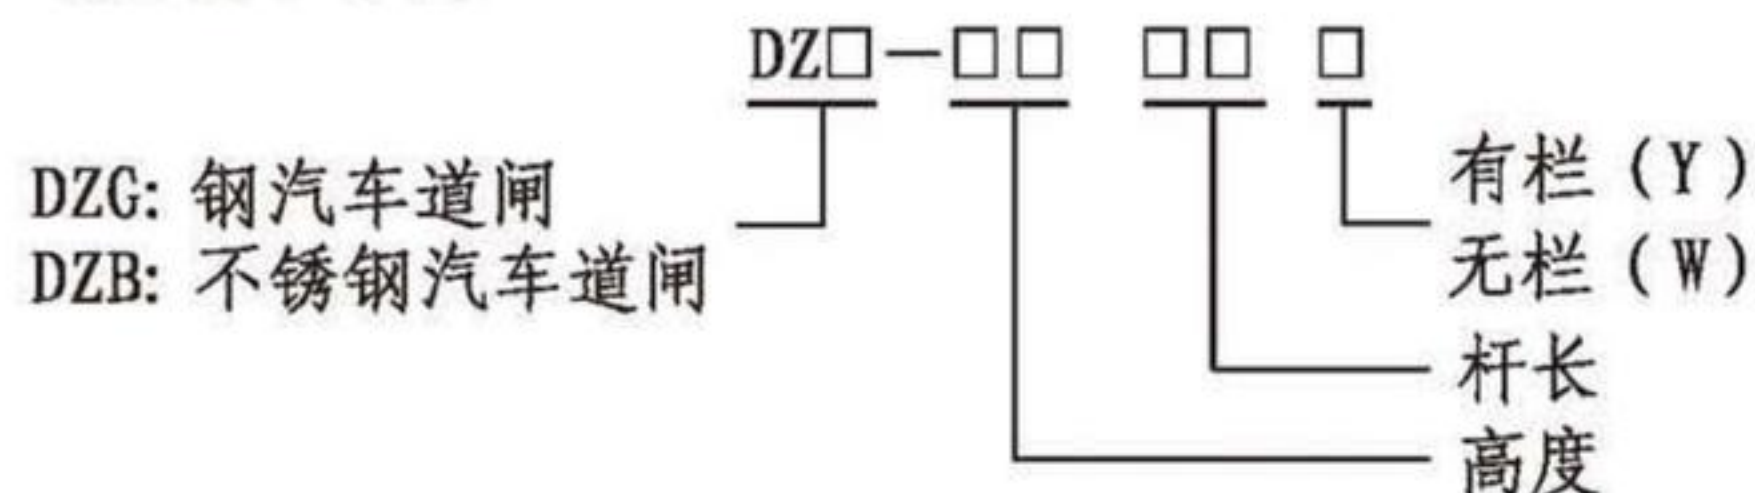 DZ□—□□ □□ □
DZG: 钢汽车道闸
DZB: 不锈钢汽车道闸
有栏（Y）
无栏（W）
杆长
高度